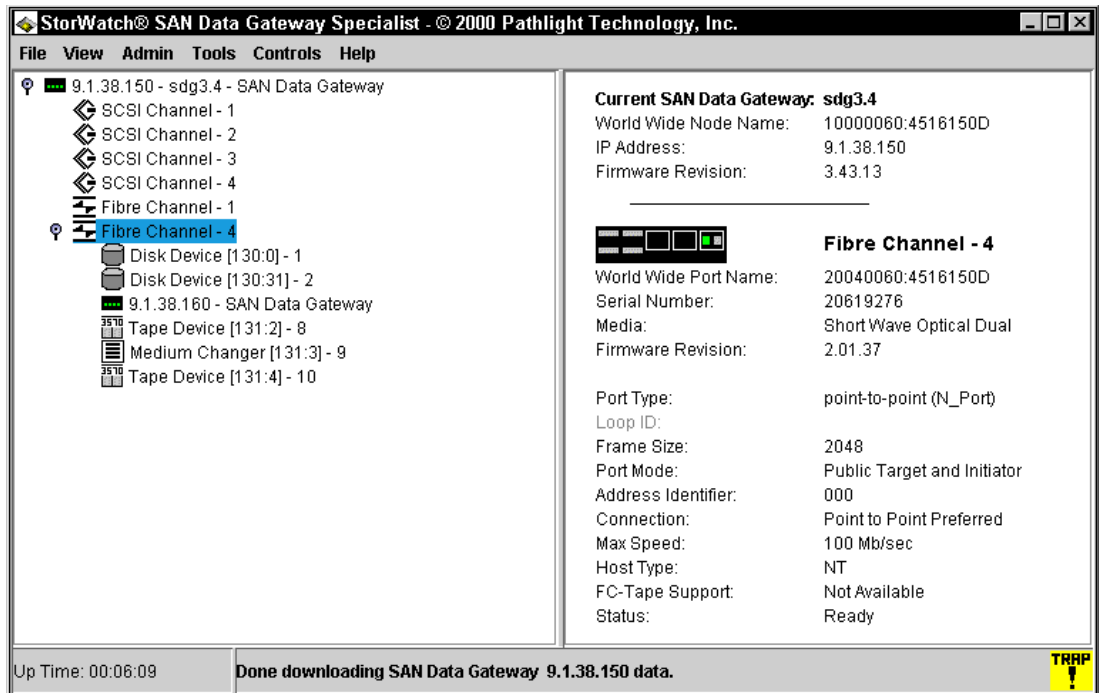 StorWatch® SAN Data Gateway Specialist - © 2000 Pathlight Technology, Inc.
File View Admin Tools Controls Help
9.1.38.150 - sdg3.4 - SAN Data Gateway
SCSI Channel - 1
SCSI Channel - 2
SCSI Channel - 3
SCSI Channel - 4
Fibre Channel - 1
Fibre Channel - 4
Disk Device [130:0] - 1
Disk Device [130:31] - 2
9.1.38.160 - SAN Data Gateway
3570 Tape Device [131:2] - 8
Medium Changer [131:3] - 9
3570 Tape Device [131:4] - 10
Current SAN Data Gateway: sdg3.4
World Wide Node Name: 10000060:4516150D
IP Address: 9.1.38.150
Firmware Revision: 3.43.13
Fibre Channel - 4
World Wide Port Name: 20040060:4516150D
Serial Number: 20619276
Media: Short Wave Optical Dual
Firmware Revision: 2.01.37
Port Type: point-to-point (N_Port)
Loop ID:
Frame Size: 2048
Port Mode: Public Target and Initiator
Address Identifier: 000
Connection: Point to Point Preferred
Max Speed: 100 Mb/sec
Host Type: NT
FC-Tape Support: Not Available
Status: Ready
Up Time: 00:06:09
Done downloading SAN Data Gateway 9.1.38.150 data.
TRAP
!